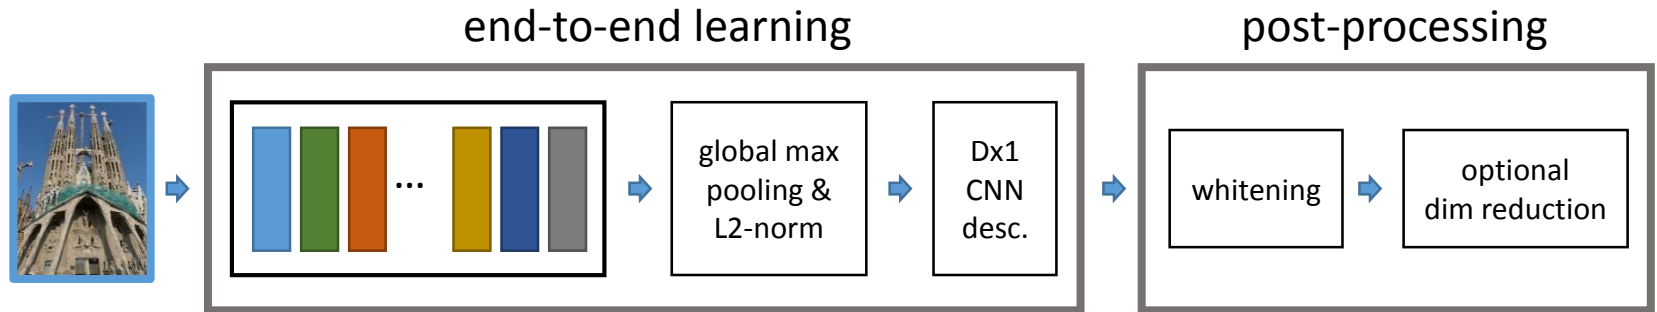 end-to-end learning
post-processing
...
global max
pooling &
L2-norm
Dx1
CNN
desc.
whitening
optional
dim reduction